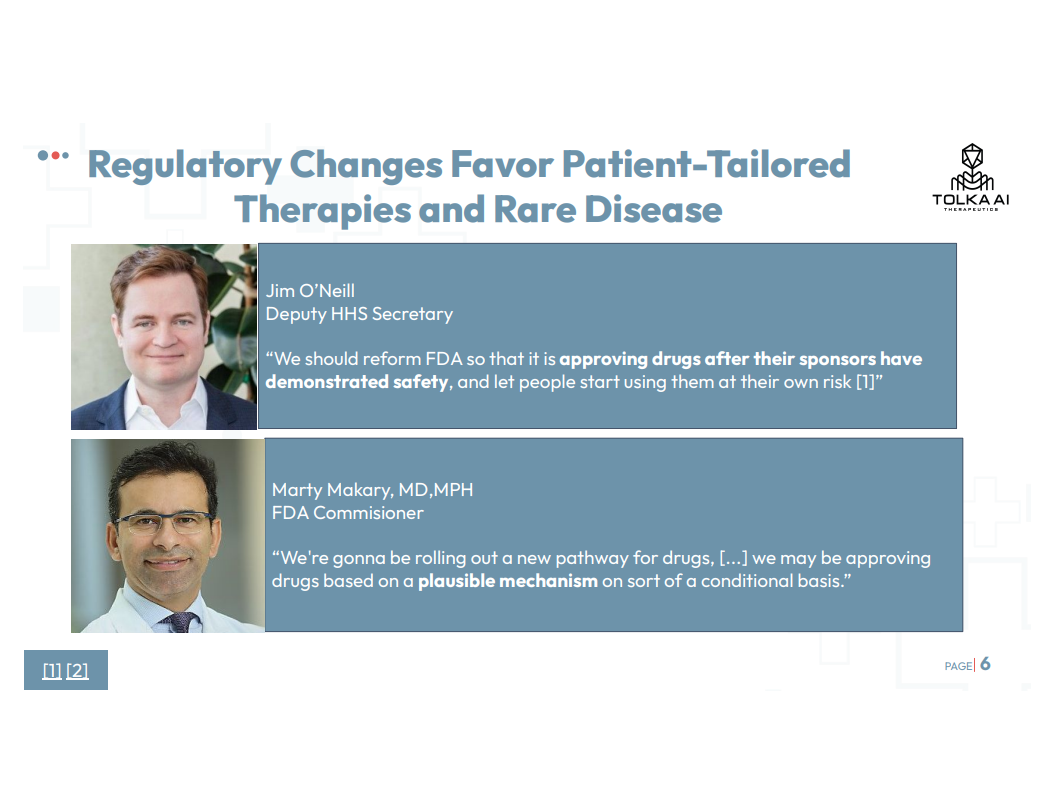 Regulatory Changes Favor Patient-Tailored
Therapies and Rare Disease
TOLKA AI
THERAPEUTICS
Jim O’Neill
Deputy HHS Secretary
“We should reform FDA so that it is approving drugs after their sponsors have
demonstrated safety, and let people start using them at their own risk [1]”
Marty Makary, MD,MPH
FDA Commisioner
“We're gonna be rolling out a new pathway for drugs, [...] we may be approving
drugs based on a plausible mechanism on sort of a conditional basis.”
[1] [2]
PAGE 6